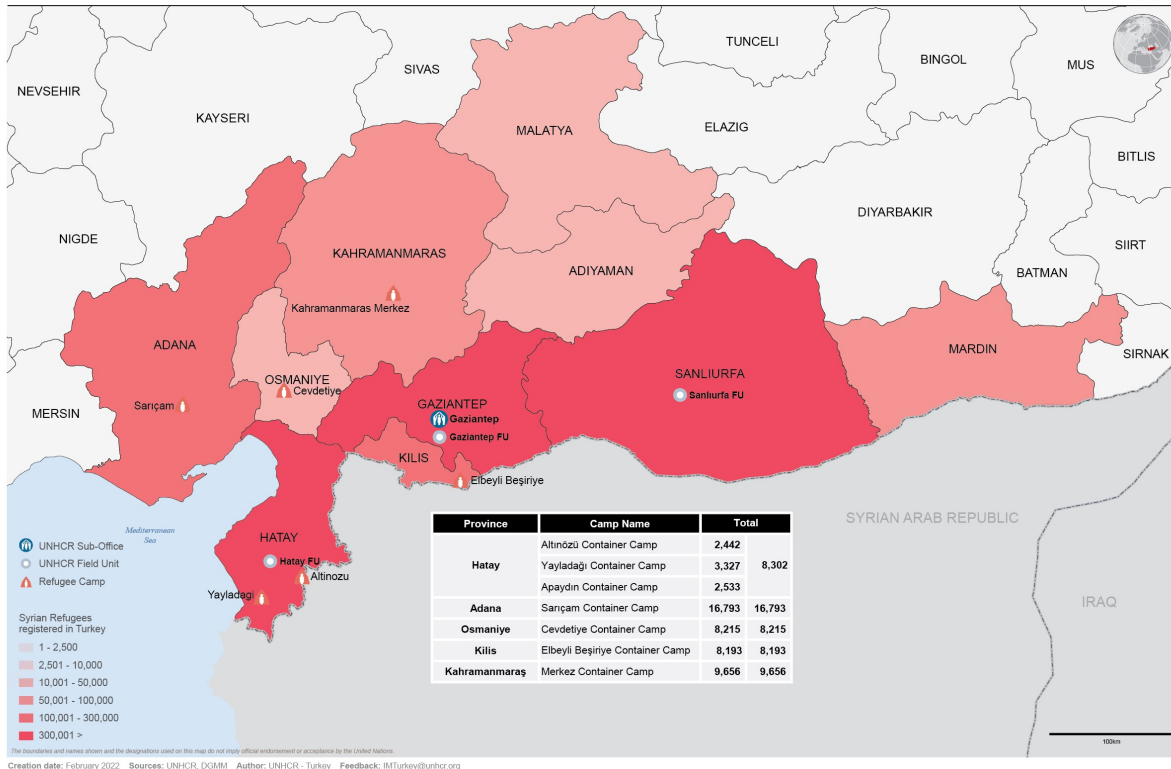 TUNCELI
BINGOL
MUS
SIVAS
NEVSEHIR
KAYSERI
MALATYA
ELAZIG
BITLIS
DIYARBAKIR
NIGDE
SIIRT
KAHRAMANMARAS
ADIYAMAN
BATMAN
Kahramanmaras Merkez
ADANA
MARDIN
SIRNAK
SANLIURFA
OSMANIYE
Cevdetiye
Sanlıurfa FU
MERSIN
Sarıçam
GAZIANTEP
Gaziantep
Gaziantep FU
KILIS
Elbeyli Beşiriye
SYRIAN ARAB REPUBLIC
Mediterranean
Sea
HATAY
Hatay FU
Altinozu
Yayladagi
IRAQ
UNHCR Sub-Office
UNHCR Field Unit
Refugee Camp
Syrian Refugees
registered in Turkey
1 - 2,500
2,501 - 10,000
10,001 - 50,000
50,001 - 100,000
100,001 - 300,000
300,001 >
Province Camp Name Total
Hatay Altınözü Container Camp 2,442 8,302
Yayladağı Container Camp 3,327
Apaydın Container Camp 2,533
Adana Sarıçam Container Camp 16,793 16,793
Osmaniye Cevdetiye Container Camp 8,215 8,215
Kilis Elbeyli Beşiriye Container Camp 8,193 8,193
Kahramanmaraş Merkez Container Camp 9,656 9,656
100km
The boundaries and names shown and the designations used on this map do not imply official endorsement or acceptance by the United Nations.
Creation date: February 2022 Sources: UNHCR, DGMM Author: UNHCR - Turkey Feedback: IMTurkey@unhcr.org